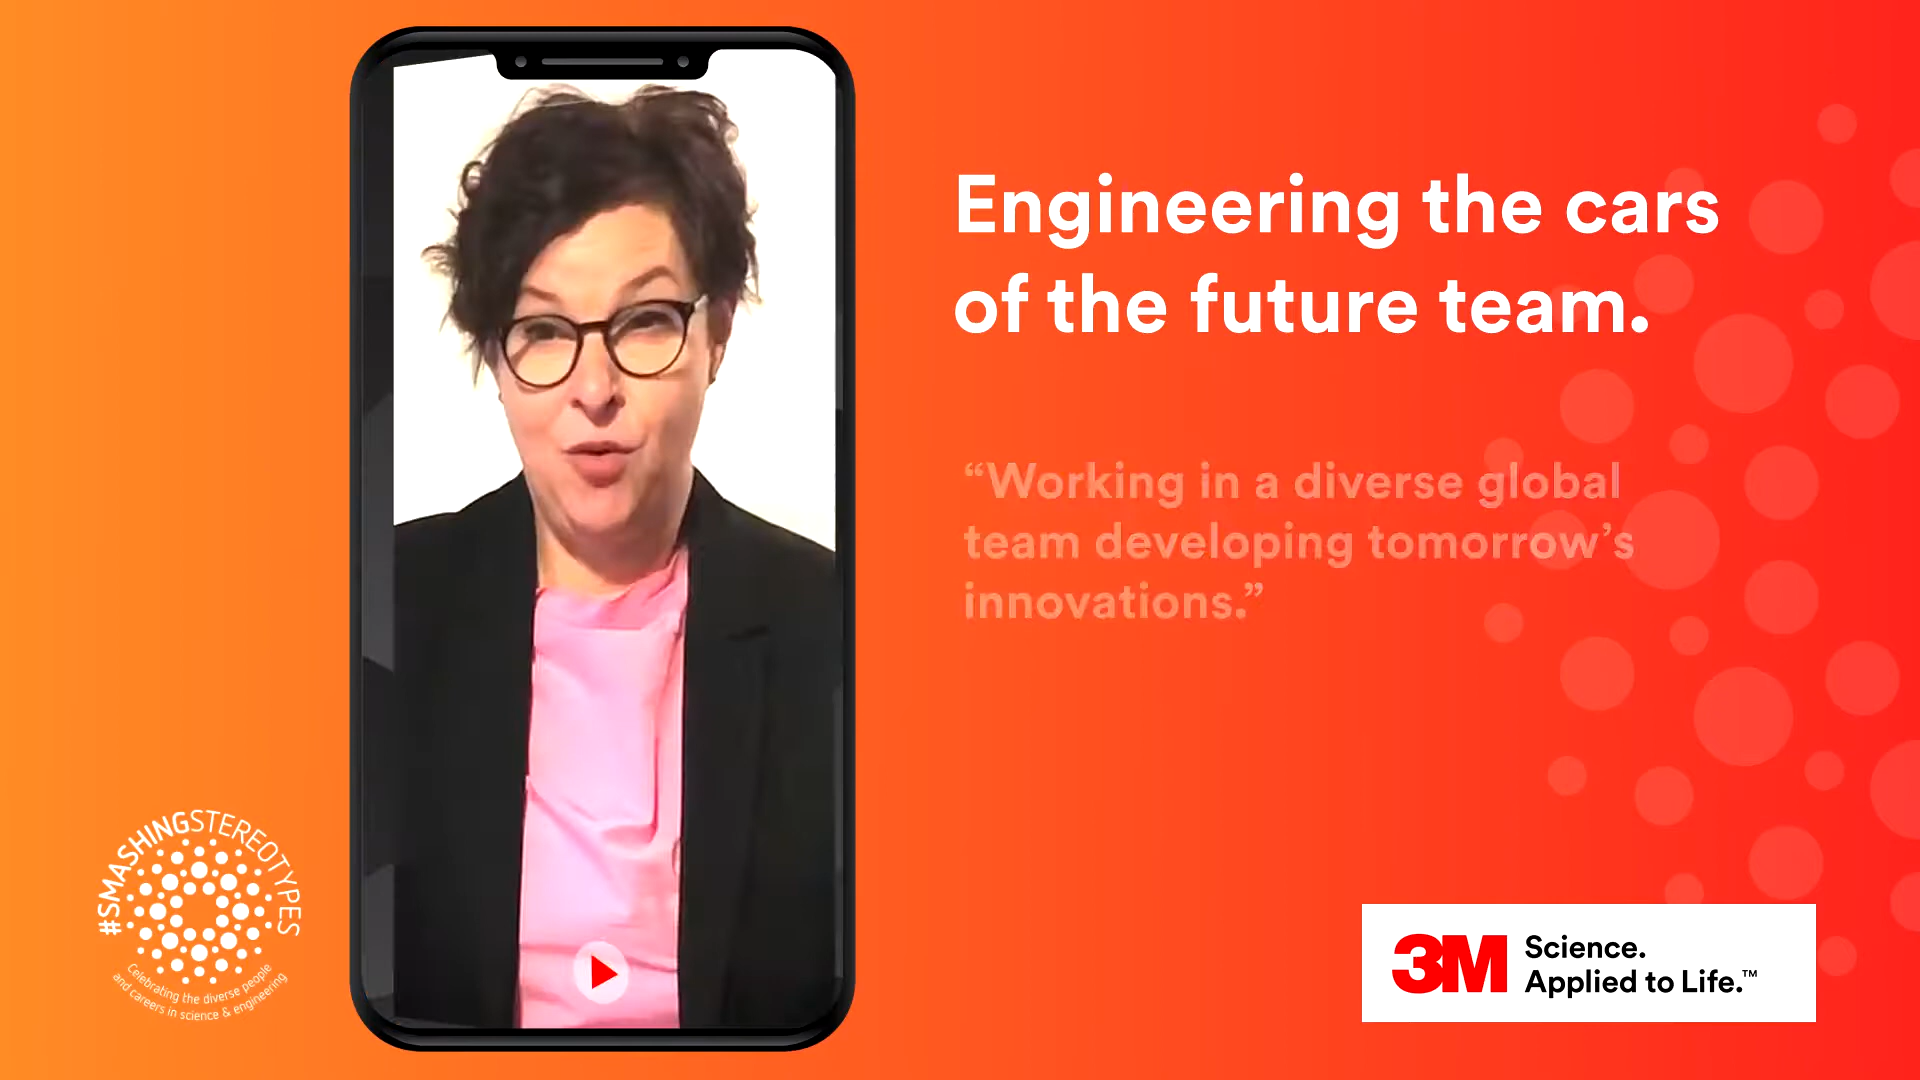 Engineering the cars
of the future team.
“Working in a diverse global
team developing tomorrow’s
innovations.”
#SMASHINGSTEREOTYPES
Celebrating the diverse people
and careers in science & engineering
3M
Science.
Applied to Life.™